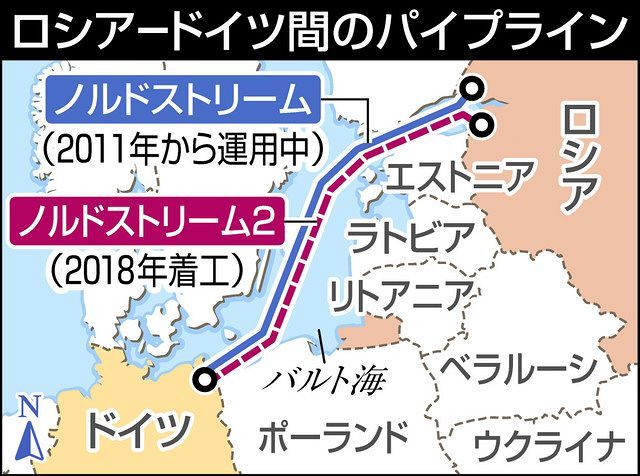 ロシアードイツ間のパイプライン
ノルドストリーム
(2011年から運用中)
ロシア
エストニア
ノルドストリーム2
(2018年着工)
ラトビア
リトアニア
バルト海
ベラルーシ
N
ドイツ
ポーランド
ウクライナ